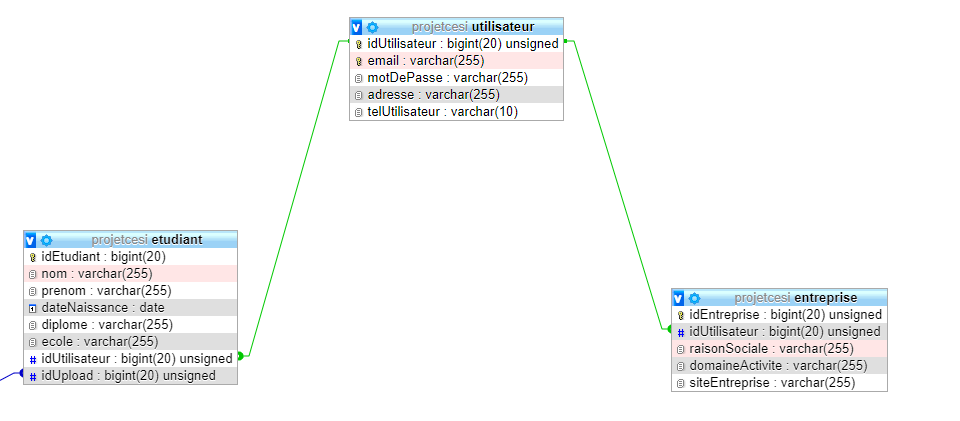 projetcesi utilisateur
idUtilisateur : bigint(20) unsigned
email : varchar(255)
motDePasse : varchar(255)
adresse : varchar(255)
telUtilisateur : varchar(10)
projetcesi etudiant
idEtudiant : bigint(20)
nom : varchar(255)
prenom : varchar(255)
dateNaissance : date
diplome : varchar(255)
ecole : varchar(255)
# idUtilisateur : bigint(20) unsigned
# idUpload : bigint(20) unsigned
projetcesi entreprise
idEntreprise : bigint(20) unsigned
# idUtilisateur : bigint(20) unsigned
raisonSociale : varchar(255)
domaineActivite : varchar(255)
siteEntreprise : varchar(255)